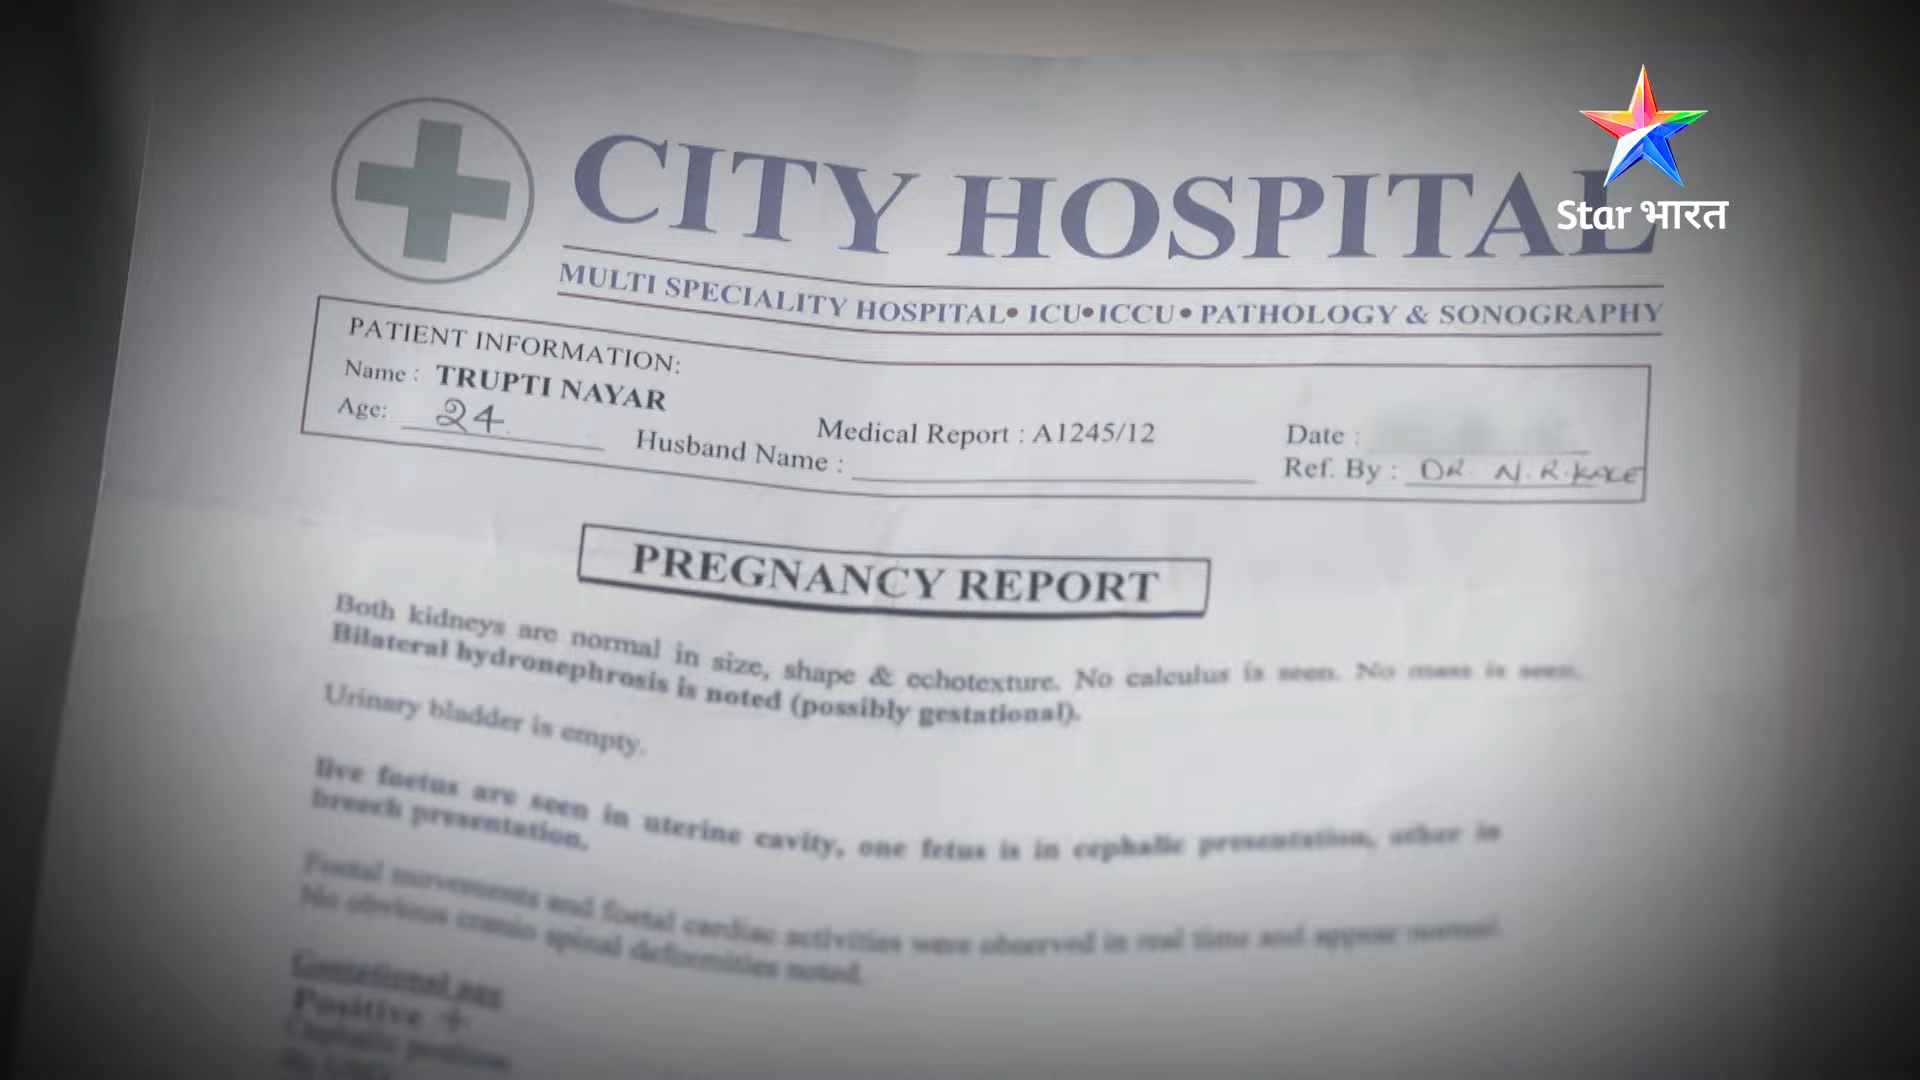 CITY HOSPITAL
Star भारत
MULTI SPECIALITY HOSPITAL• ICU•ICCU• PATHOLOGY & SONOGRAPHY
PATIENT INFORMATION:
Name : TRUPTI NAYAR
Age: 24
Medical Report : A1245/12
Date :
Husband Name :
Ref. By : DR. N.R.KALE
PREGNANCY REPORT
Both kidneys are normal in size, shape & echotexture. No calculus is seen. No mass is seen.
Bilateral hydronephrosis is noted (possibly gestational).
Urinary bladder is empty.
live foetus are seen in uterine cavity, one fetus is in cephalic presentation, other in
breech presentation.
Foetal movements and foetal cardiac activities were observed in real time and appear normal.
No obvious cranio spinal deformities noted.
Gestational age
Positive +
Cephalic position